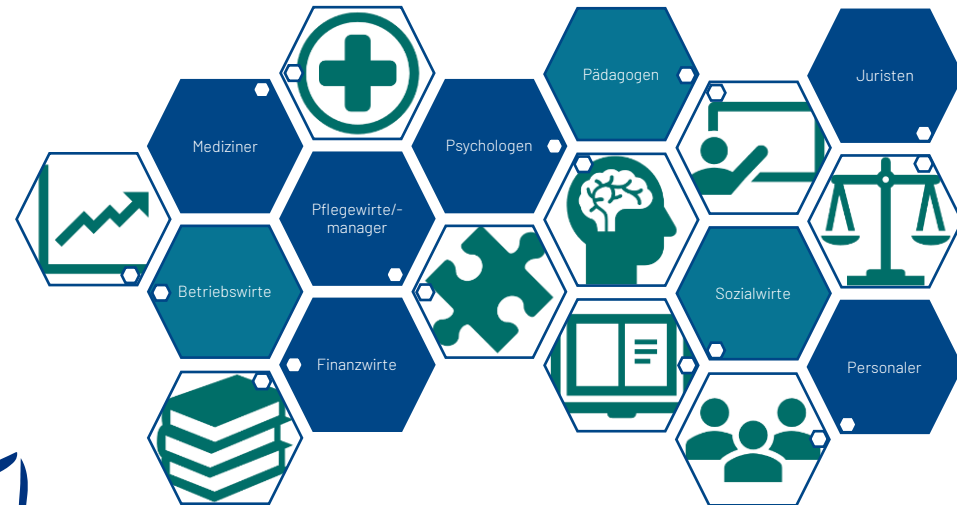 Pädagogen
Juristen
Mediziner
Psychologen
Pflegewirte/-
manager
Betriebswirte
Sozialwirte
Finanzwirte
Personaler